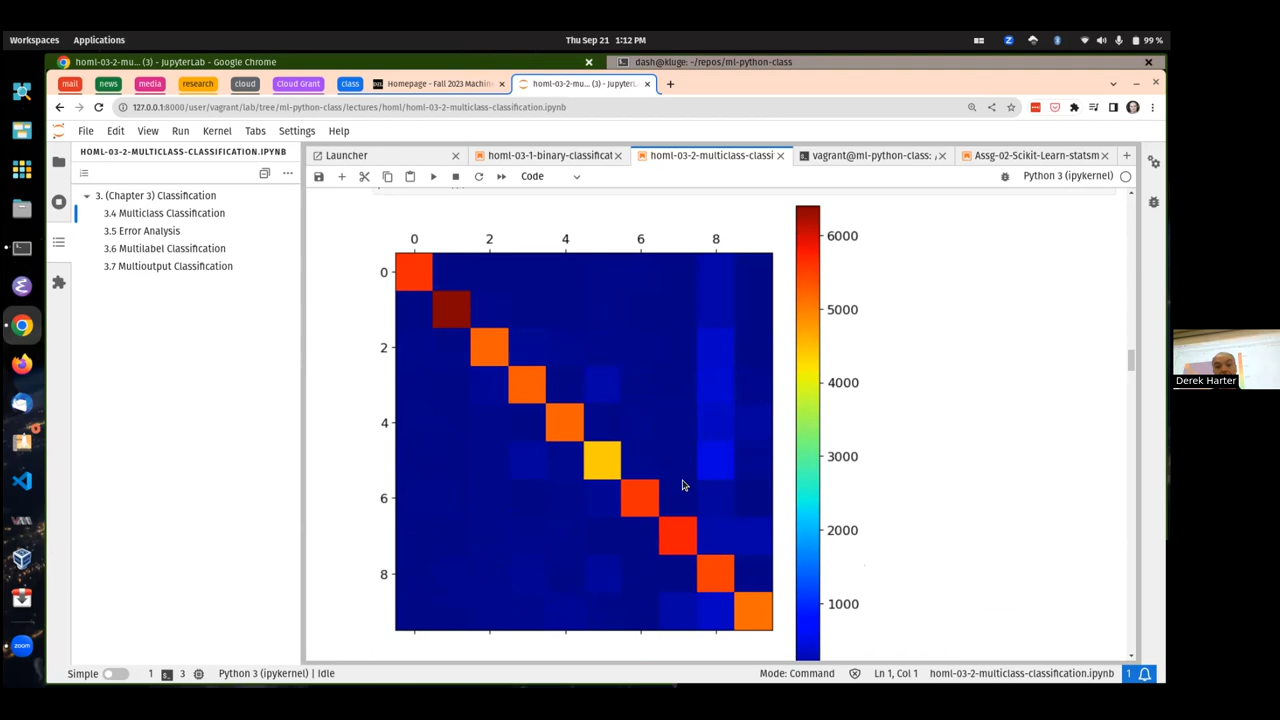 Workspaces Applications Thu Sep 21 1:12 PM 99 %
homl-03-2-mu... (3) - JupyterLab - Google Chrome dash@kluge: ~/repos/ml-python-class
mail news media research cloud Cloud Grant class Homepage - Fall 2023 Machin homl-03-2-mu... (3) - JupyterL
127.0.0.1:8000/user/vagrant/lab/tree/ml-python-class/lectures/homl/homl-03-2-multiclass-classification.ipynb
File Edit View Run Kernel Tabs Settings Help
HOML-03-2-MULTICLASS-CLASSIFICATION.IPYNB
Launcher homl-03-1-binary-classificat homl-03-2-multiclass-classi vagrant@ml-python-class: / Assg-02-Scikit-Learn-statsm
Code Python 3 (ipykernel)
3. (Chapter 3) Classification
3.4 Multiclass Classification
3.5 Error Analysis
3.6 Multilabel Classification
3.7 Multioutput Classification
0 2 4 6 8
0
2
4
6
8
6000
5000
4000
3000
2000
1000
Derek Harter
zoom
Simple 1 3 Python 3 (ipykernel) | Idle Mode: Command Ln 1, Col 1 homl-03-2-multiclass-classification.ipynb 1